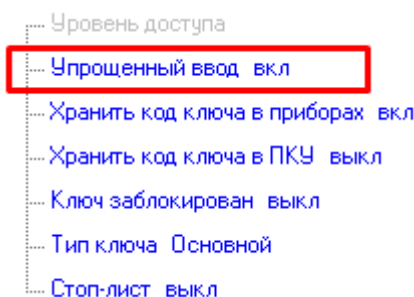 Уровень доступа
Упрощенный ввод вкл
Хранить код ключа в приборах вкл
Хранить код ключа в ПКУ выкл
Ключ заблокирован выкл
Тип ключа Основной
Стоп-лист выкл